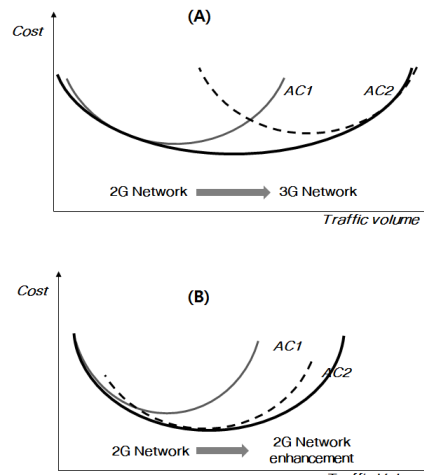 (A)
Cost
AC1
AC2
2G Network
3G Network
Traffic volume
(B)
Cost
AC1
AC2
2G Network
2G Network
enhancement